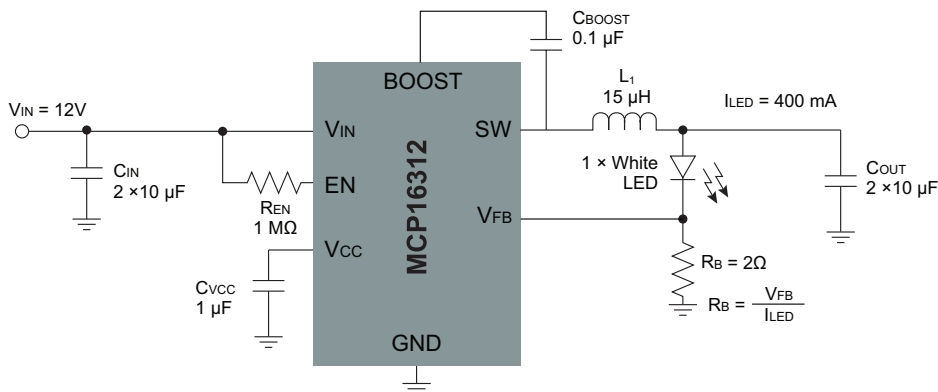 CBOOST
0.1 µF
BOOST
L1
15 µH
ILED = 400 mA
VIN = 12V
VIN
SW
CIN
2 ×10 µF
EN
REN
1 MΩ
MCP16312
1 × White
LED
COUT
2 ×10 µF
VFB
VCC
CVCC
1 µF
RB = 2Ω
RB = VFB
ILED
GND